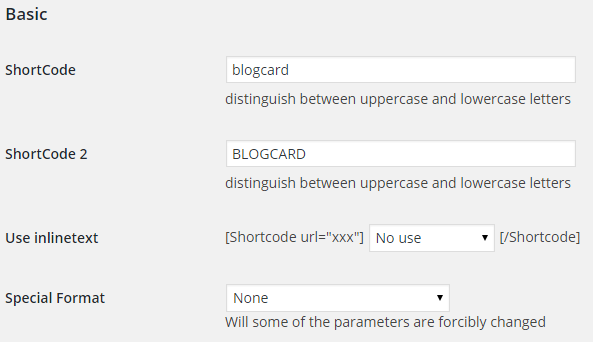 Basic
ShortCode blogcard
distinguish between uppercase and lowercase letters
ShortCode 2 BLOGCARD
distinguish between uppercase and lowercase letters
Use inlinetext [Shortcode url="xxx"] No use [/Shortcode]
Special Format None
Will some of the parameters are forcibly changed